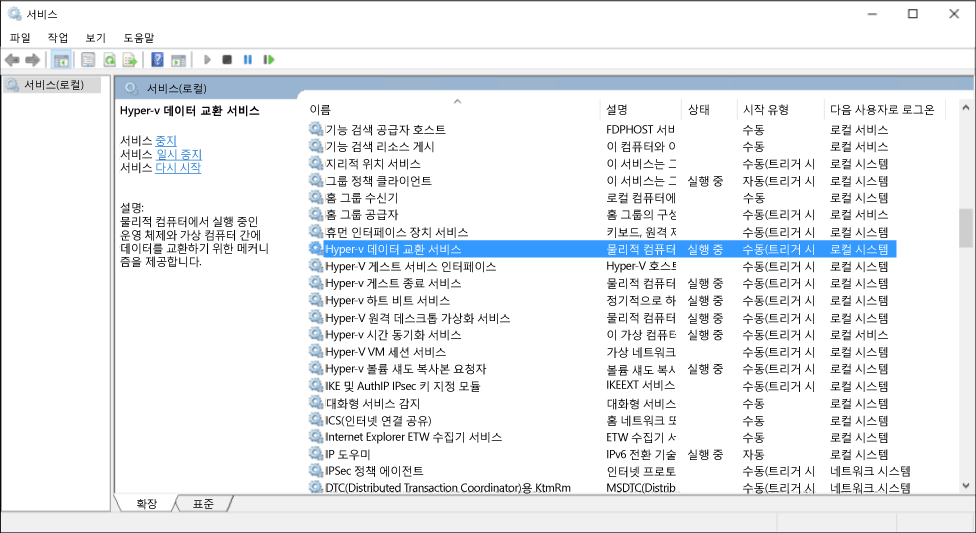 서비스
파일 작업 보기 도움말
서비스(로컬)
서비스(로컬)
Hyper-v 데이터 교환 서비스
서비스 중지
서비스 일시 중지
서비스 다시 시작
설명:
물리적 컴퓨터에서 실행 중인
운영 체제와 가상 컴퓨터 간에
데이터를 교환하기 위한 메커니
즘을 제공합니다.
이름 설명 상태 시작 유형 다음 사용자로 로그온
기능 검색 공급자 호스트 FDPHOST 서비 수동 로컬 서비스
기능 검색 리소스 게시 이 컴퓨터와 수동 로컬 서비스
지리적 위치 서비스 이 서비스는 수동(트리거 시 로컬 시스템
그룹 정책 클라이언트 이 서비스는 실행 중 자동(트리거 시 로컬 시스템
홈 그룹 수신기 로컬 컴퓨터에 수동 로컬 시스템
홈 그룹 공급자 홈 그룹의 구성 수동(트리거 시 로컬 서비스
휴먼 인터페이스 장치 서비스 키보드, 원격 수동(트리거 시 로컬 시스템
Hyper-v 데이터 교환 서비스 물리적 컴퓨터 실행 중 수동(트리거 시 로컬 시스템
Hyper-V 게스트 서비스 인터페이스 Hyper-V 호스트 수동(트리거 시 로컬 시스템
Hyper-v 게스트 종료 서비스 물리적 컴퓨터 실행 중 수동(트리거 시 로컬 시스템
Hyper-v 하트 비트 서비스 정기적으로 하 실행 중 수동(트리거 시 로컬 시스템
Hyper-V 원격 데스크톱 가상화 서비스 물리적 컴퓨터 실행 중 수동(트리거 시 로컬 시스템
Hyper-v 시간 동기화 서비스 이 가상 컴퓨터 실행 중 수동(트리거 시 로컬 서비스
Hyper-V VM 세션 서비스 가상 네트워크 수동(트리거 시 로컬 시스템
Hyper-v 볼륨 섀도 복사본 요청자 볼륨 섀도 복사 실행 중 수동(트리거 시 로컬 시스템
IKE 및 AuthIP IPsec 키 지정 모듈 IKEEXT 서비스 수동(트리거 시 로컬 시스템
대화형 서비스 감지 대화형 서비스 수동 로컬 시스템
ICS(인터넷 연결 공유) 홈 네트워크 수동 로컬 시스템
Internet Explorer ETW 수집기 서비스 ETW 수집기 수동 로컬 시스템
IP 도우미 IPv6 전환 기술 실행 중 자동 로컬 시스템
IPSec 정책 에이전트 인터넷 프로토 수동(트리거 시 네트워크 시스템
DTC(Distributed Transaction Coordinator)용 KtmRm MSDTC(Distrib 수동(트리거 시 네트워크 시스템
확장 표준